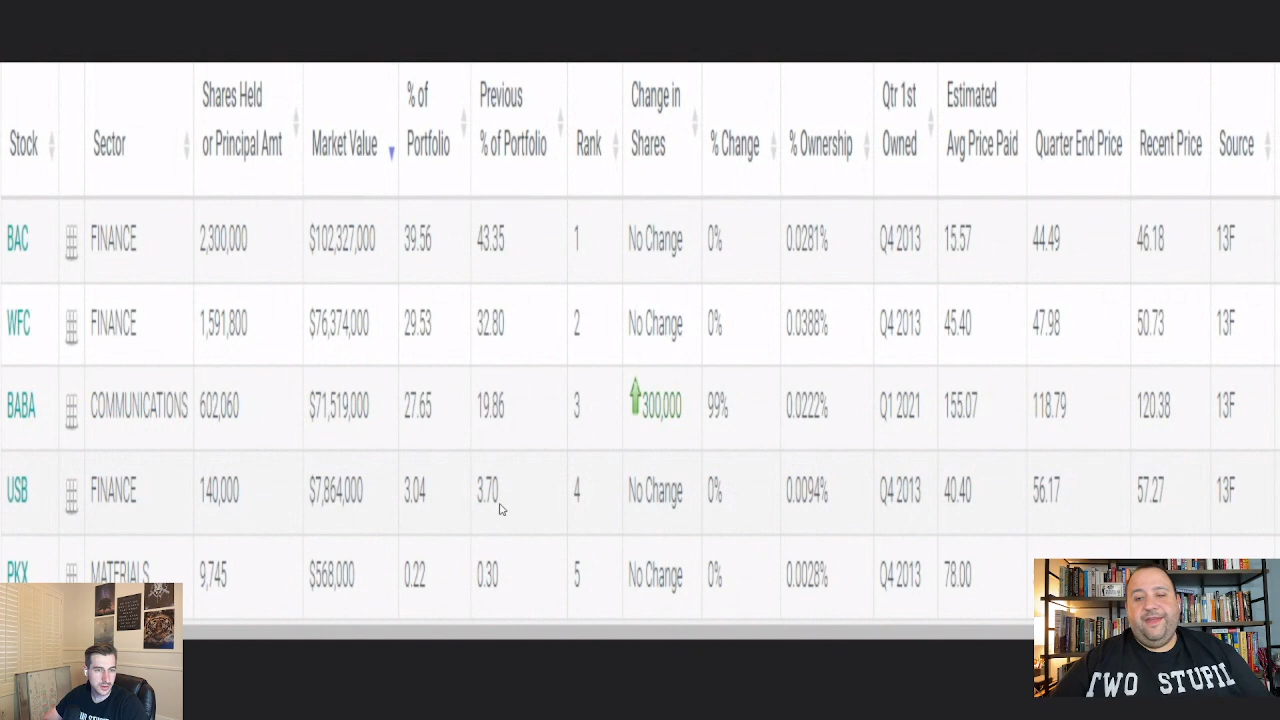 Stock Sector Shares Held or Principal Amt Market Value % of Portfolio Previous % of Portfolio Rank Change in Shares % Change % Ownership Qtr 1st Owned Estimated Avg Price Paid Quarter End Price Recent Price Source
BAC FINANCE 2,300,000 $102,327,000 39.56 43.35 1 No Change 0% 0.0281% Q4 2013 15.57 44.49 46.18 13F
WFC FINANCE 1,591,800 $76,374,000 29.53 32.80 2 No Change 0% 0.0388% Q4 2013 45.40 47.98 50.73 13F
BABA COMMUNICATIONS 602,060 $71,519,000 27.65 19.86 3 300,000 99% 0.0222% Q1 2021 155.07 118.79 120.38 13F
USB FINANCE 140,000 $7,864,000 3.04 3.70 4 No Change 0% 0.0094% Q4 2013 40.40 56.17 57.27 13F
PKX MATERIALS 9,745 $568,000 0.22 0.30 5 No Change 0% 0.0028% Q4 2013 78.00
TWO STUPI